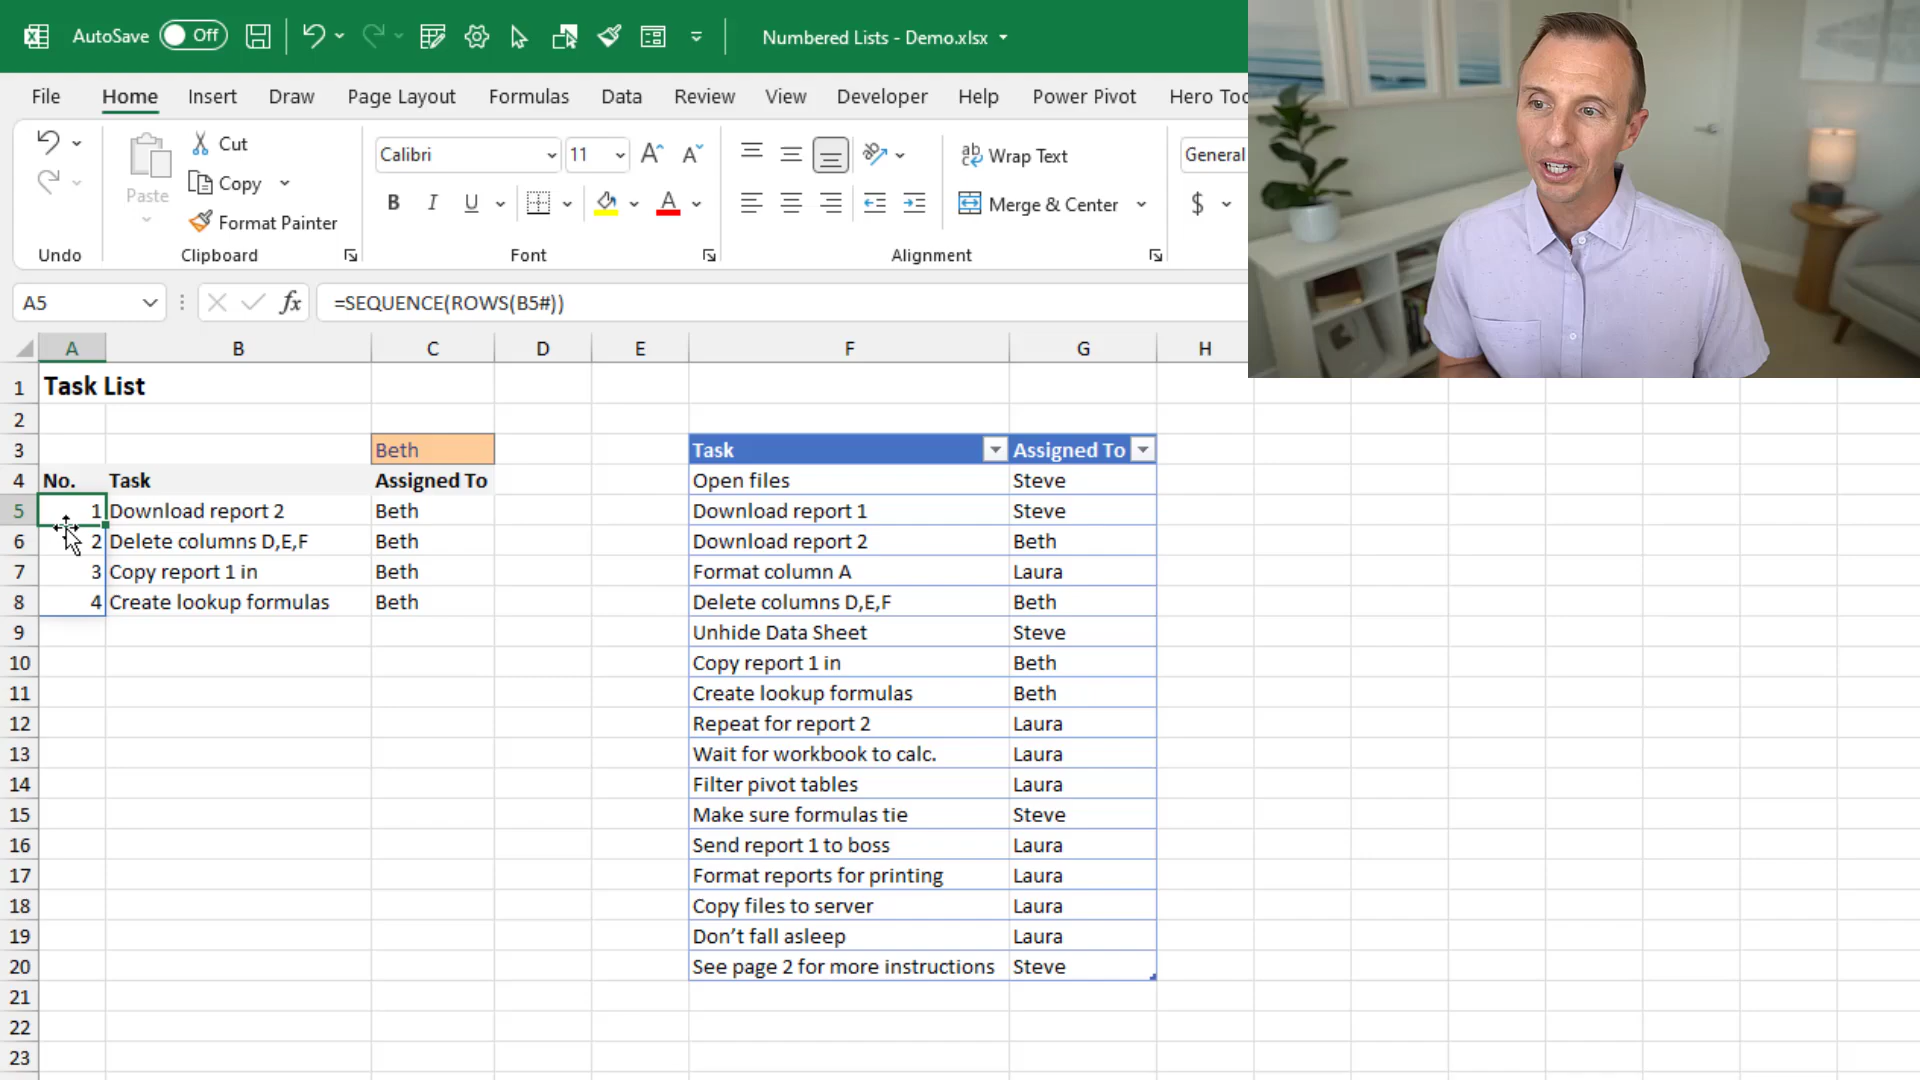 AutoSave Off Numbered Lists - Demo.xlsx
File Home Insert Draw Page Layout Formulas Data Review View Developer Help Power Pivot Hero Too
Paste Cut Copy Format Painter
Calibri 11
B I U A
Wrap Text
Merge & Center
General
$
Undo Clipboard Font Alignment
A5 fx =SEQUENCE(ROWS(B5#))
A B C D E F G H
1 Task List
2
3 Beth Task Assigned To
4 No. Task Assigned To Open files Steve
5 1 Download report 2 Beth Download report 1 Steve
6 2 Delete columns D,E,F Beth Download report 2 Beth
7 3 Copy report 1 in Beth Format column A Laura
8 4 Create lookup formulas Beth Delete columns D,E,F Beth
9 Unhide Data Sheet Steve
10 Copy report 1 in Beth
11 Create lookup formulas Beth
12 Repeat for report 2 Laura
13 Wait for workbook to calc. Laura
14 Filter pivot tables Laura
15 Make sure formulas tie Steve
16 Send report 1 to boss Laura
17 Format reports for printing Laura
18 Copy files to server Laura
19 Don’t fall asleep Laura
20 See page 2 for more instructions Steve
21
22
23